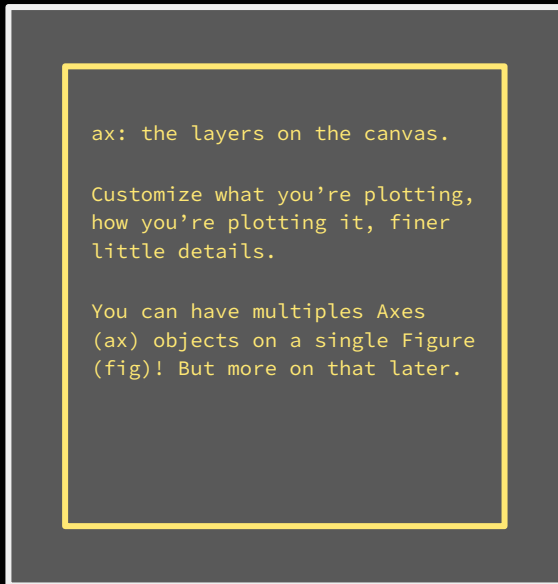 ax: the layers on the canvas.
Customize what you’re plotting,
how you’re plotting it, finer
little details.
You can have multiples Axes
(ax) objects on a single Figure
(fig)! But more on that later.